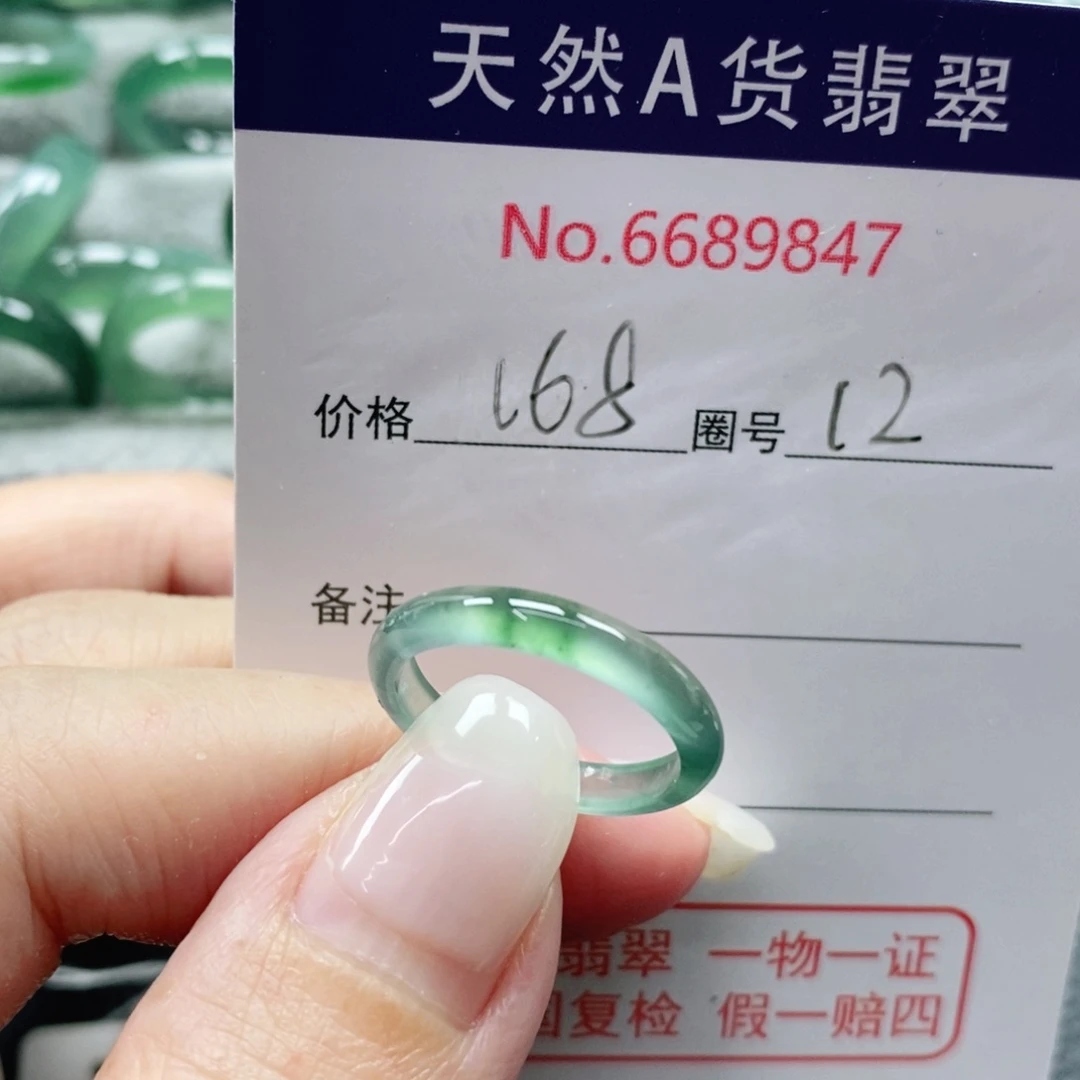 天然A货翡翠
No.6689847
价格 168 圈号 12
备注
翡翠 一物一证
复检 假一赔四